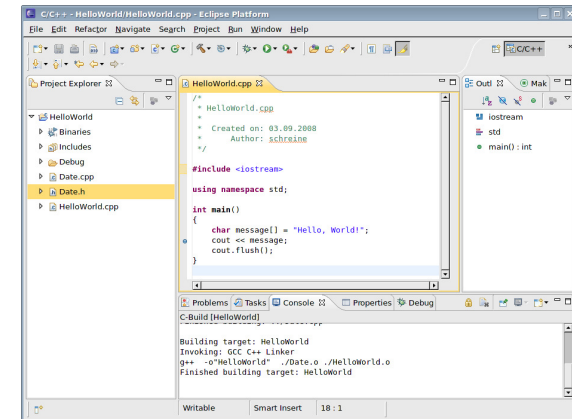 C/C++ - HelloWorld/HelloWorld.cpp - Eclipse Platform
File Edit Refactor Navigate Search Project Run Window Help
C/C++
Project Explorer
HelloWorld.cpp
Outl
Mak
HelloWorld
Binaries
Includes
Debug
Date.cpp
Date.h
HelloWorld.cpp
/*
* HelloWorld.cpp
*
* Created on: 03.09.2008
* Author: schreine
*/
#include <iostream>
using namespace std;
int main()
{
char message[] = "Hello, World!";
cout << message;
cout.flush();
}
iostream
std
main() : int
Problems Tasks Console Properties Debug
C-Build [HelloWorld]
Building target: HelloWorld
Invoking: GCC C++ Linker
g++ -o"HelloWorld" ./Date.o ./HelloWorld.o
Finished building target: HelloWorld
Writable Smart Insert 18 : 1